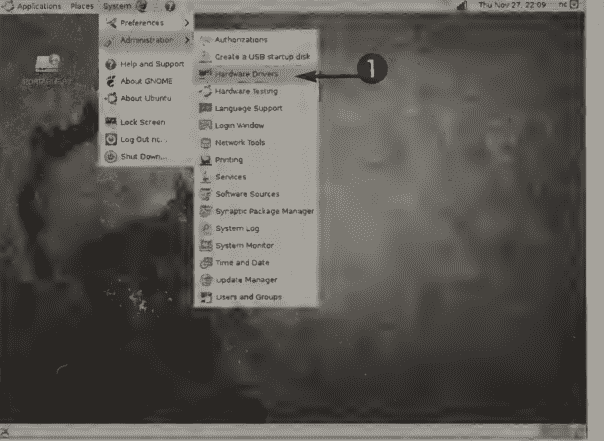 Applications Places System
Thu Nov 27, 22:09 nc
Preferences
Administration
Help and Support
About GNOME
About Ubuntu
Lock Screen
Log Out nc...
Shut Down...
Authorizations
Create a USB startup disk
Hardware Drivers
Hardware Testing
Language Support
Login Window
Network Tools
Printing
Services
Software Sources
Synaptic Package Manager
System Log
System Monitor
Time and Date
Update Manager
Users and Groups
1